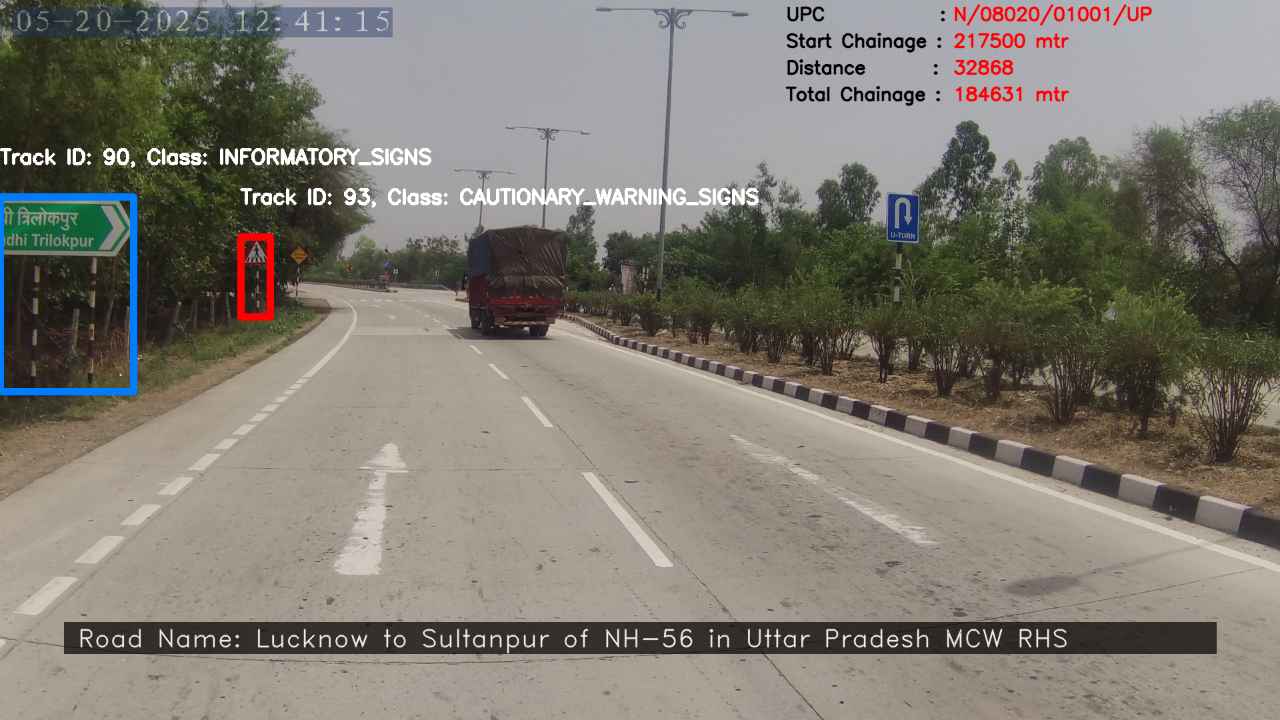 05-20-2025 12:41:15
UPC : N/08020/01001/UP
Start Chainage : 217500 mtr
Distance : 32868
Total Chainage : 184631 mtr
Track ID: 90, Class: INFORMATORY_SIGNS
Track ID: 93, Class: CAUTIONARY_WARNING_SIGNS
त्रिलोकपुर
Trilokpur
U-TURN
Road Name: Lucknow to Sultanpur of NH-56 in Uttar Pradesh MCW RHS